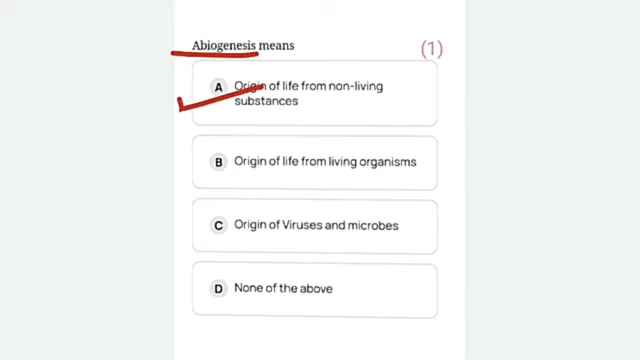 Abiogenesis means
(1)
A Origin of life from non-living
substances
B Origin of life from living organisms
C Origin of Viruses and microbes
D None of the above